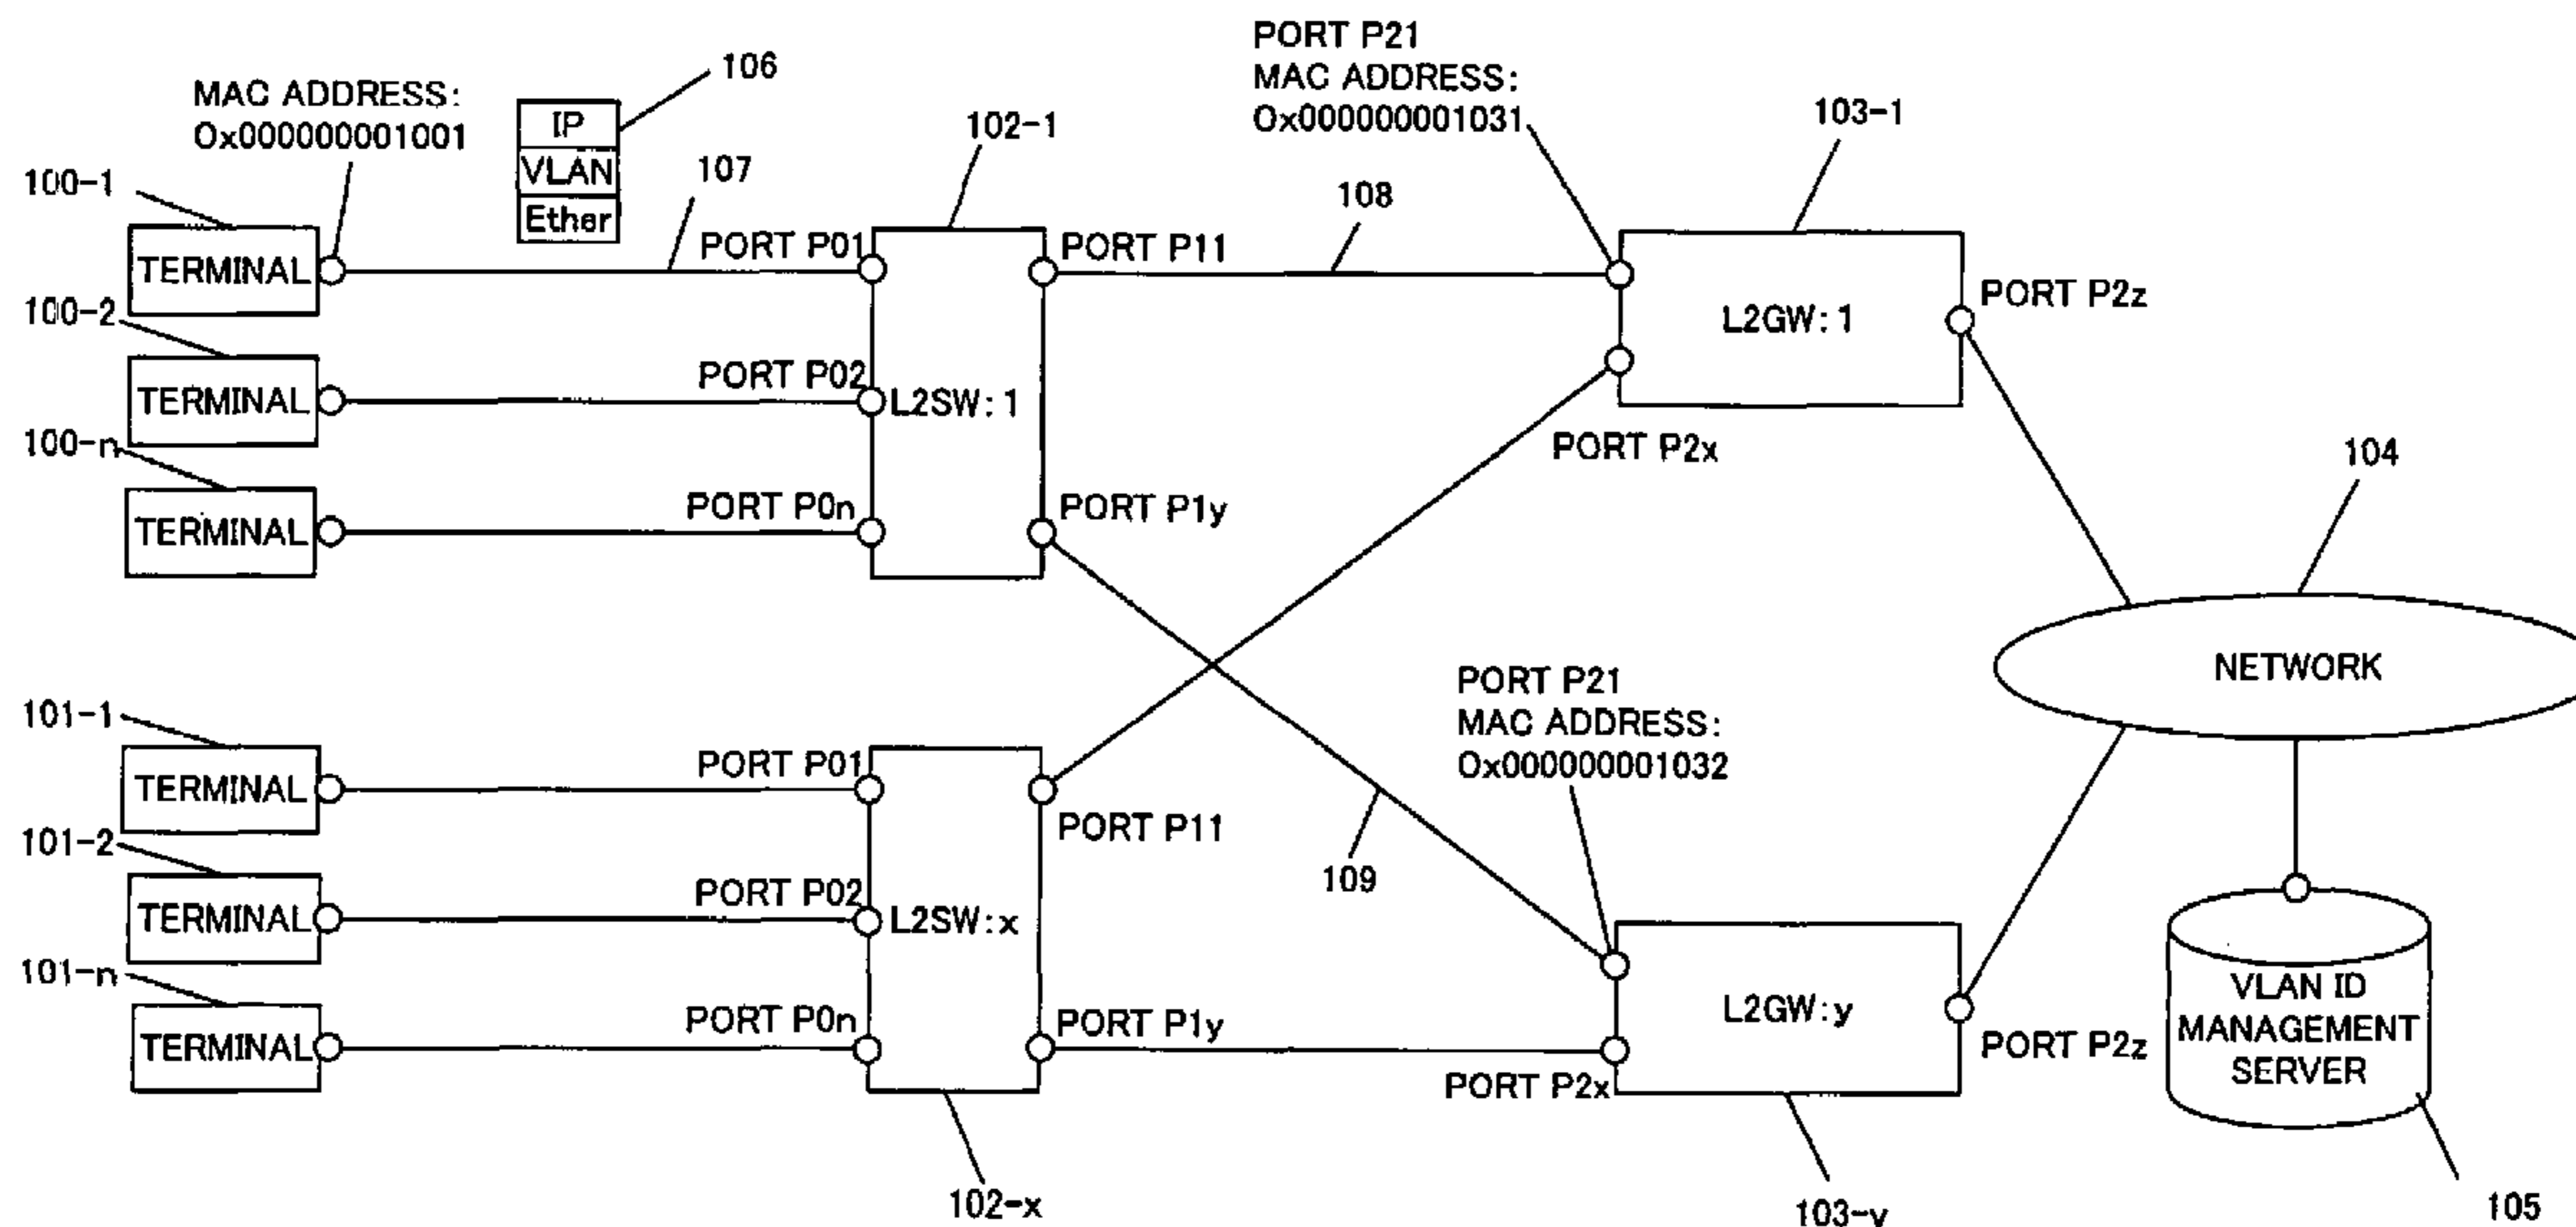 PORT P21
MAC ADDRESS:
0x000000001031
106
MAC ADDRESS:
0x000000001001
IP
VLAN
Ether
102-1
103-1
100-1
107
108
TERMINAL
PORT P01
PORT P11
L2GW:1
PORT P2z
100-2
TERMINAL
PORT P02
L2SW:1
PORT P2x
100-n
TERMINAL
PORT P0n
PORT P1y
104
NETWORK
PORT P21
MAC ADDRESS:
0x000000001032
101-1
TERMINAL
PORT P01
PORT P11
109
101-2
TERMINAL
PORT P02
L2SW:x
101-n
TERMINAL
PORT P0n
PORT P1y
PORT P2x
L2GW:y
PORT P2z
VLAN ID
MANAGEMENT
SERVER
102-x
103-y
105